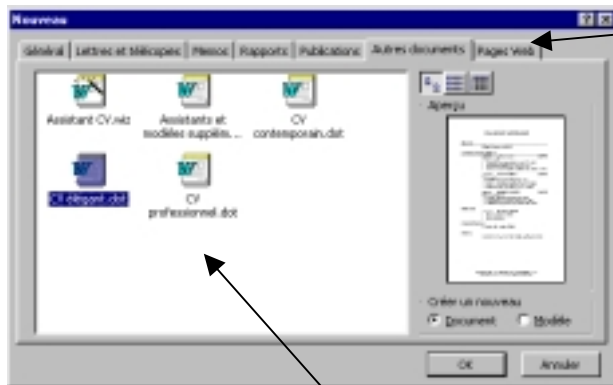 Nouveau
Général Lettres et télécopies Memos Rapports Publications Autres documents Pages Web
Assistant CV.wiz Assistants et modèles supplém... CV contemporain.dot
CV élégant.dot CV professionnel.dot
Aperçu
Créer un nouveau
Document Modèle
OK Annuler